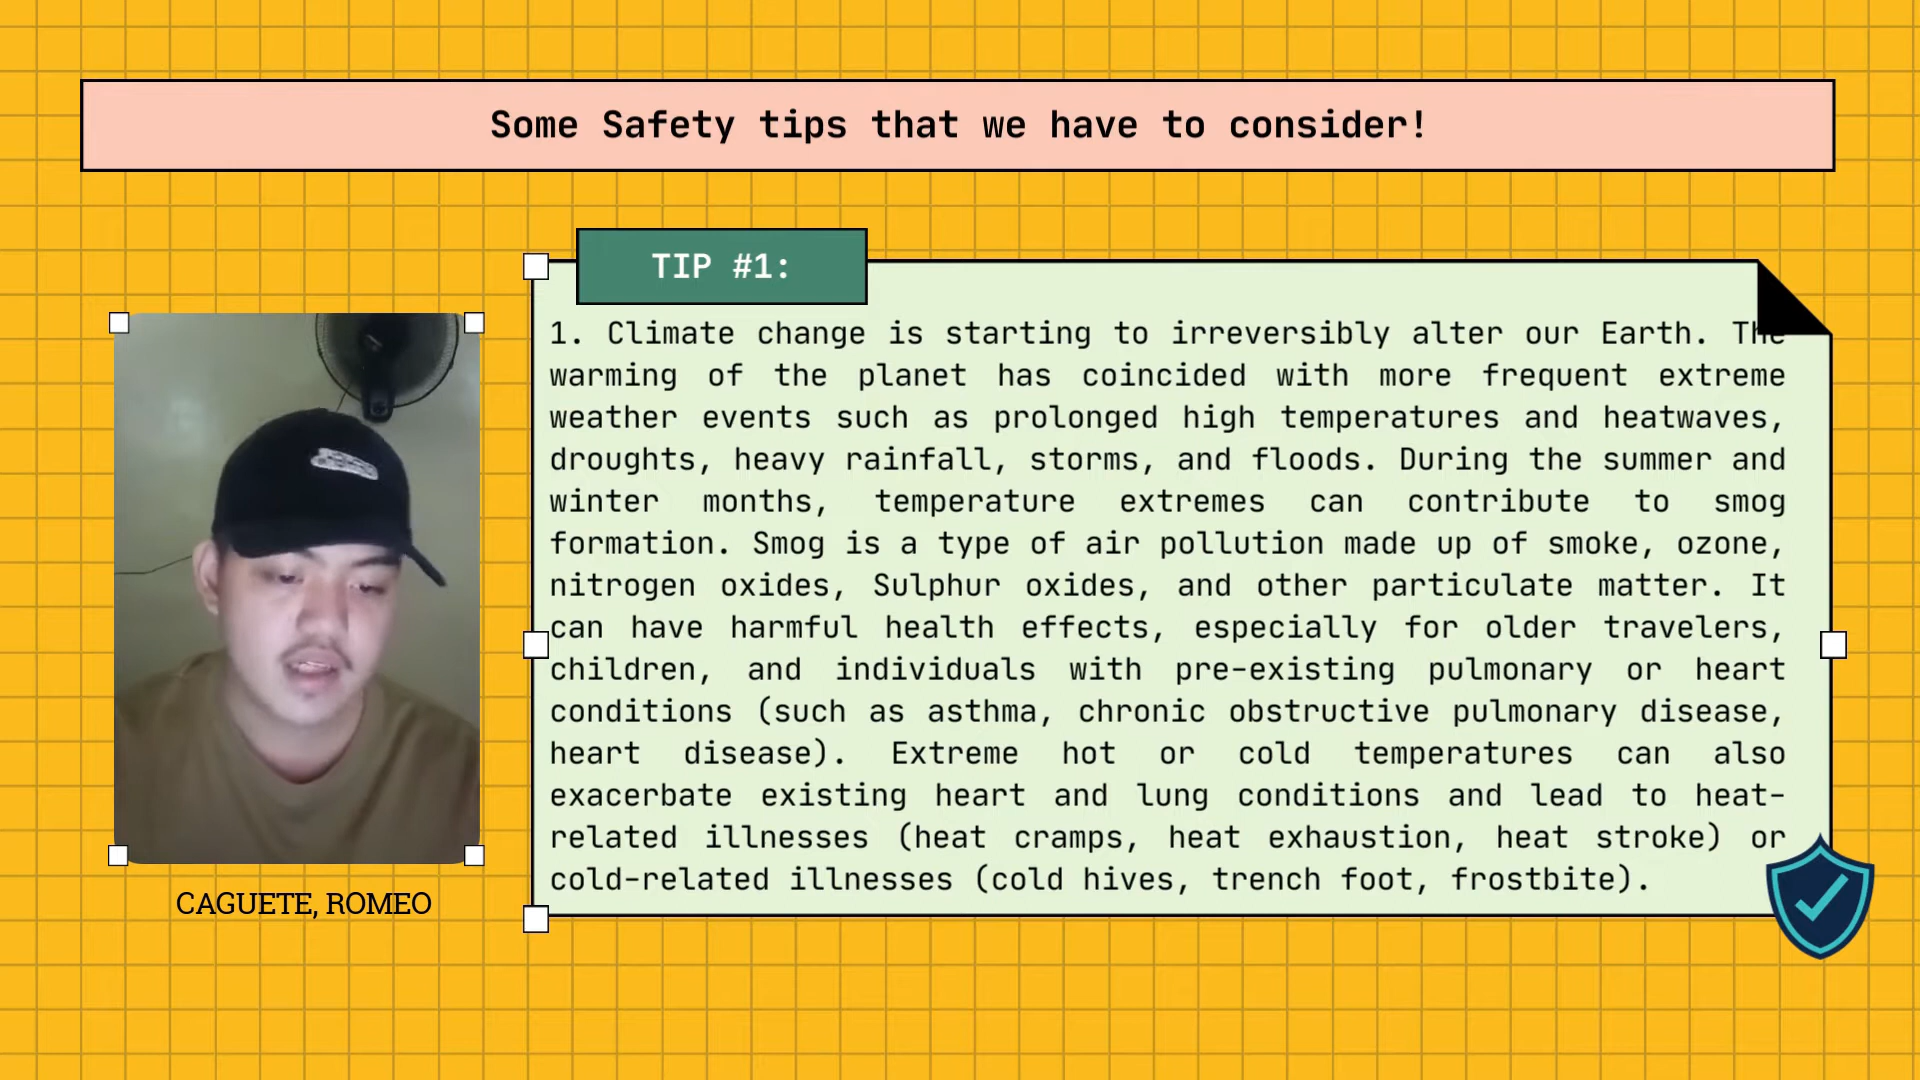 Some Safety tips that we have to consider!
TIP #1:
1. Climate change is starting to irreversibly alter our Earth. The
warming of the planet has coincided with more frequent extreme
weather events such as prolonged high temperatures and heatwaves,
droughts, heavy rainfall, storms, and floods. During the summer and
winter months, temperature extremes can contribute to smog
formation. Smog is a type of air pollution made up of smoke, ozone,
nitrogen oxides, Sulphur oxides, and other particulate matter. It
can have harmful health effects, especially for older travelers,
children, and individuals with pre-existing pulmonary or heart
conditions (such as asthma, chronic obstructive pulmonary disease,
heart disease). Extreme hot or cold temperatures can also
exacerbate existing heart and lung conditions and lead to heat-
related illnesses (heat cramps, heat exhaustion, heat stroke) or
cold-related illnesses (cold hives, trench foot, frostbite).
CAGUETE, ROMEO